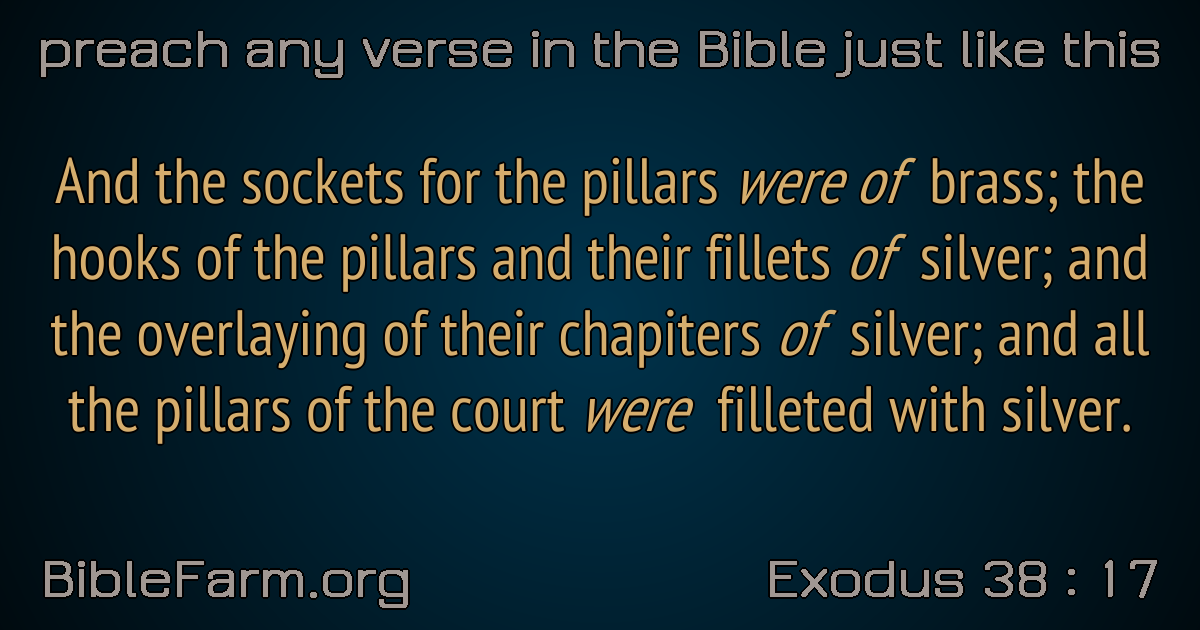 preach any verse in the Bible just like this
And the sockets for the pillars were of brass; the
hooks of the pillars and their fillets of silver; and
the overlaying of their chapiters of silver; and all
the pillars of the court were filleted with silver.
BibleFarm.org
Exodus 38 : 17